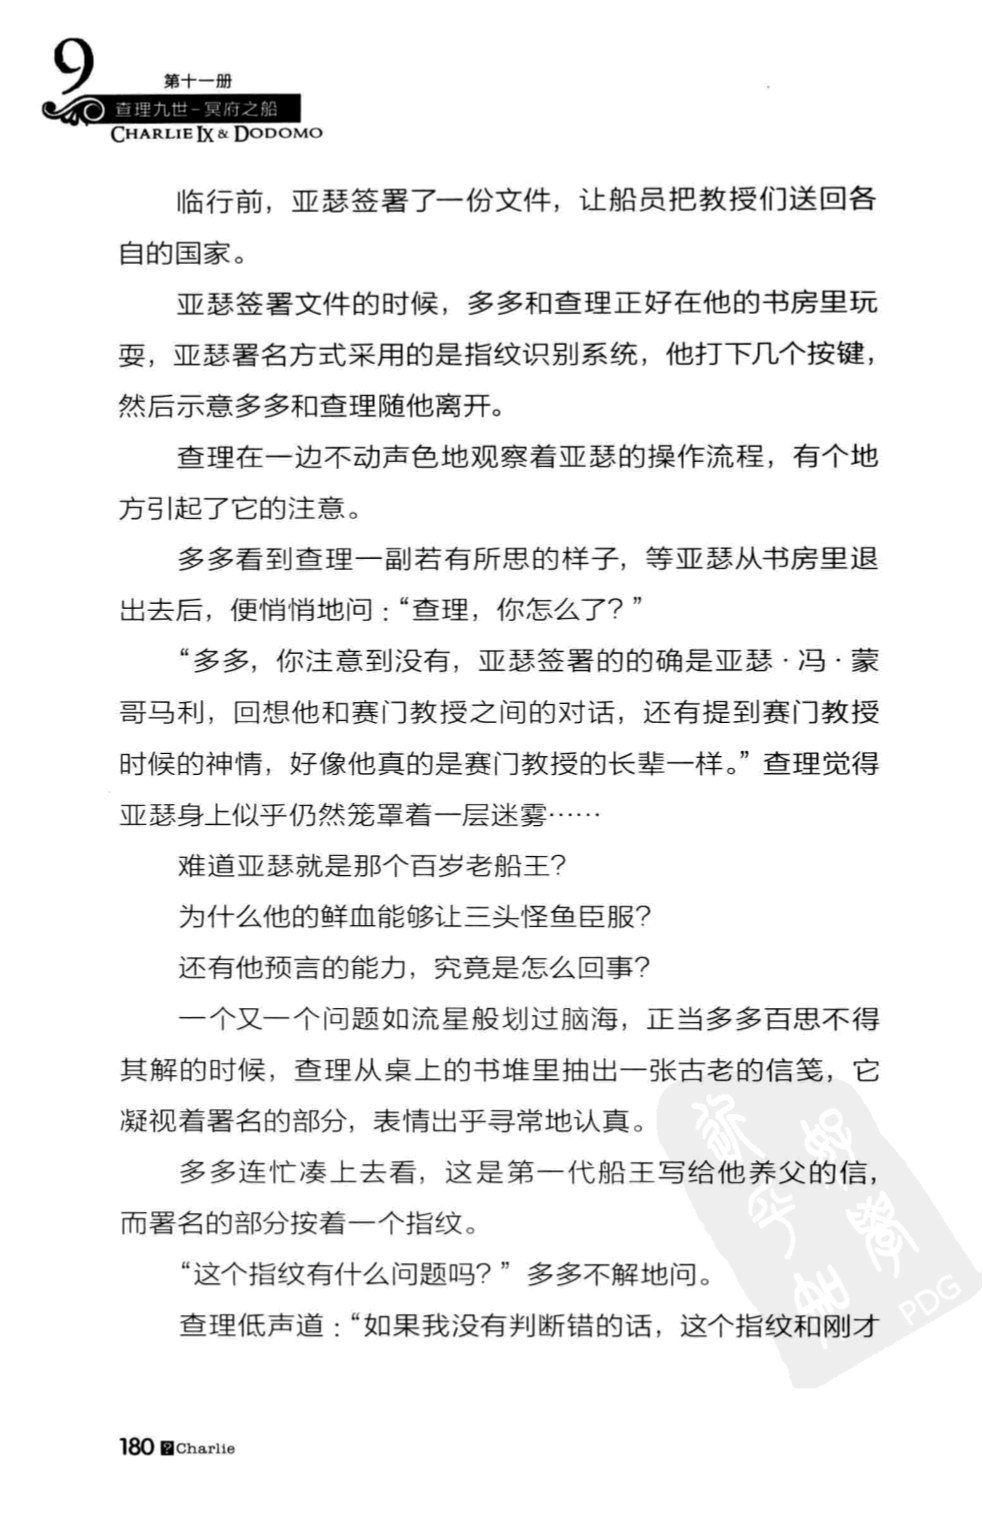 9
第十一册
查理九世-冥府之船
CHARLIE IX & DODOMO
临行前，亚瑟签署了一份文件，让船员把教授们送回各
自的国家。
亚瑟签署文件的时候，多多和查理正好在他的书房里玩
耍，亚瑟署名方式采用的是指纹识别系统，他打下几个按键，
然后示意多多和查理随他离开。
查理在一边不动声色地观察着亚瑟的操作流程，有个地
方引起了它的注意。
多多看到查理一副若有所思的样子，等亚瑟从书房里退
出去后，便悄悄地问：“查理，你怎么了？”
“多多，你注意到没有，亚瑟签署的的确是亚瑟·冯·蒙
哥马利，回想他和赛门教授之间的对话，还有提到赛门教授
时候的神情，好像他真的是赛门教授的长辈一样。”查理觉得
亚瑟身上似乎仍然笼罩着一层迷雾……
难道亚瑟就是那个百岁老船王？
为什么他的鲜血能够让三头怪鱼臣服？
还有他预言的能力，究竟是怎么回事？
一个又一个问题如流星般划过脑海，正当多多百思不得
其解的时候，查理从桌上的书堆里抽出一张古老的信笺，它
凝视着署名的部分，表情出乎寻常地认真。
多多连忙凑上去看，这是第一代船王写给他养父的信，
而署名的部分按着一个指纹。
“这个指纹有什么问题吗？”多多不解地问。
查理低声道：“如果我没有判断错的话，这个指纹和刚才
PDG
180 ? Charlie